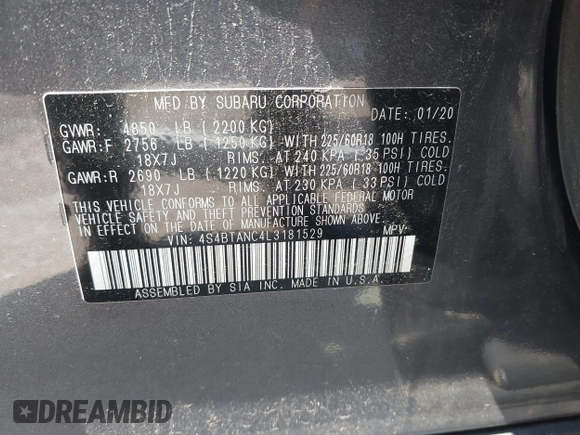 MFD BY SUBARU CORPORATION
DATE: 01/20
GVWR: 4850 LB ( 2200 KG)
GAWR:F 2756 LB ( 1250 KG) WITH 225/60R18 100H TIRES.
18X7J RIMS. AT 240 KPA ( 35 PSI) COLD
GAWR:R 2690 LB ( 1220 KG) WITH 225/60R18 100H TIRES.
18X7J RIMS. AT 230 KPA ( 33 PSI) COLD
THIS VEHICLE CONFORMS TO ALL APPLICABLE FEDERAL MOTOR
VEHICLE SAFETY AND THEFT PREVENTION STANDARDS IN
EFFECT ON THE DATE OF MANUFACTURE SHOWN ABOVE.
VIN: 4S4BTANC4L3181529 MPV
ASSEMBLED BY SIA INC. MADE IN U.S.A.
DREAMBID